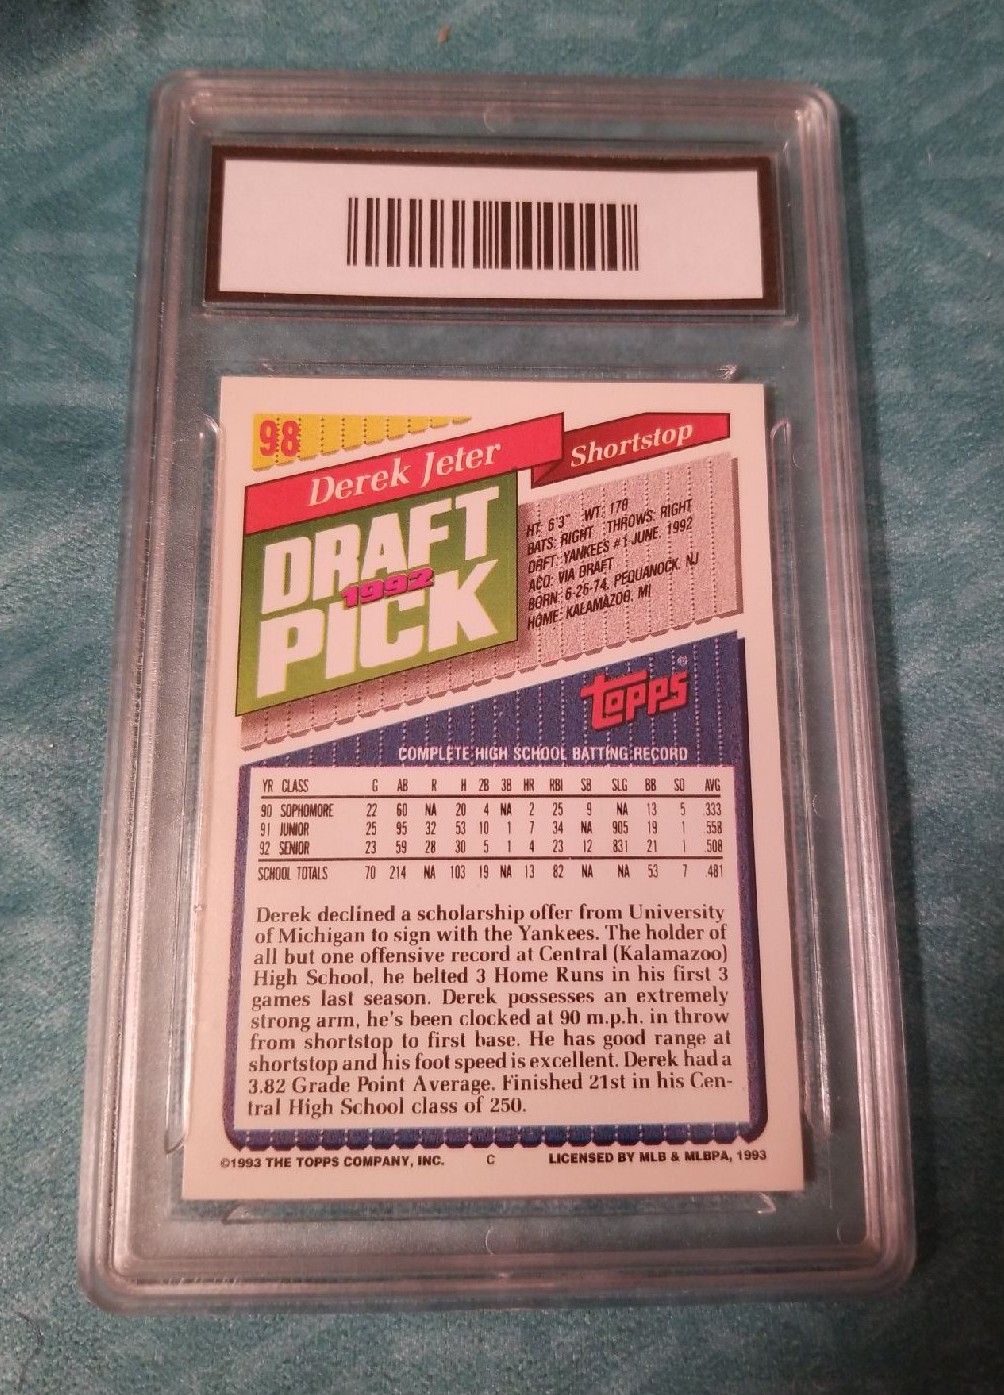 98
Derek Jeter
Shortstop
DRAFT
1992
PICK
HT: 6'3" WT: 178
BATS: RIGHT THROWS: RIGHT
DRFT: YANKEES #1 JUNE, 1992
ACQ: VIA DRAFT
BORN: 6-26-74, PEQUANOCK, NJ
HOME: KALAMAZOO, MI
topps®
COMPLETE HIGH SCHOOL BATTING RECORD
YR CLASS G AB R H 2B 3B HR RBI SB SLG BB SO AVG
90 SOPHOMORE 22 60 NA 20 4 NA 2 25 9 NA 13 5 .333
91 JUNIOR 25 95 32 53 10 1 7 34 NA 905 19 1 .558
92 SENIOR 23 59 28 30 5 1 4 23 12 831 21 1 .508
SCHOOL TOTALS 70 214 NA 103 19 NA 13 82 NA NA 53 7 .481
Derek declined a scholarship offer from University
of Michigan to sign with the Yankees. The holder of
all but one offensive record at Central (Kalamazoo)
High School, he belted 3 Home Runs in his first 3
games last season. Derek possesses an extremely
strong arm, he's been clocked at 90 m.p.h. in throw
from shortstop to first base. He has good range at
shortstop and his foot speed is excellent. Derek had a
3.82 Grade Point Average. Finished 21st in his Cen-
tral High School class of 250.
©1993 THE TOPPS COMPANY, INC. C LICENSED BY MLB & MLBPA, 1993